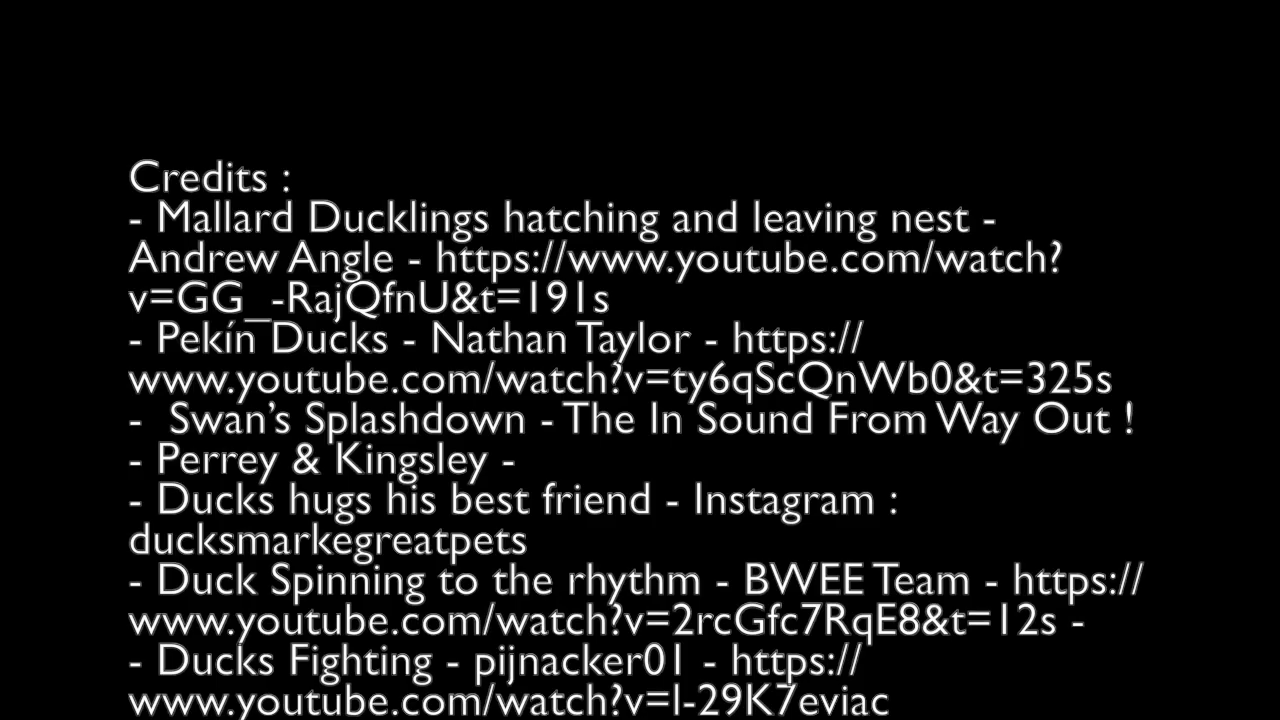 Credits :
- Mallard Ducklings hatching and leaving nest -
Andrew Angle - https://www.youtube.com/watch?
v=GG_-RajQfnU&t=191s
- Pekín Ducks - Nathan Taylor - https://
www.youtube.com/watch?v=ty6qScQnWb0&t=325s
-  Swan’s Splashdown - The In Sound From Way Out !
- Perrey & Kingsley -
- Ducks hugs his best friend - Instagram :
ducksmarkegreatpets
- Duck Spinning to the rhythm - BWEE Team - https://
www.youtube.com/watch?v=2rcGfc7RqE8&t=12s -
- Ducks Fighting - pijnacker01 - https://
www.youtube.com/watch?v=l-29K7eviac